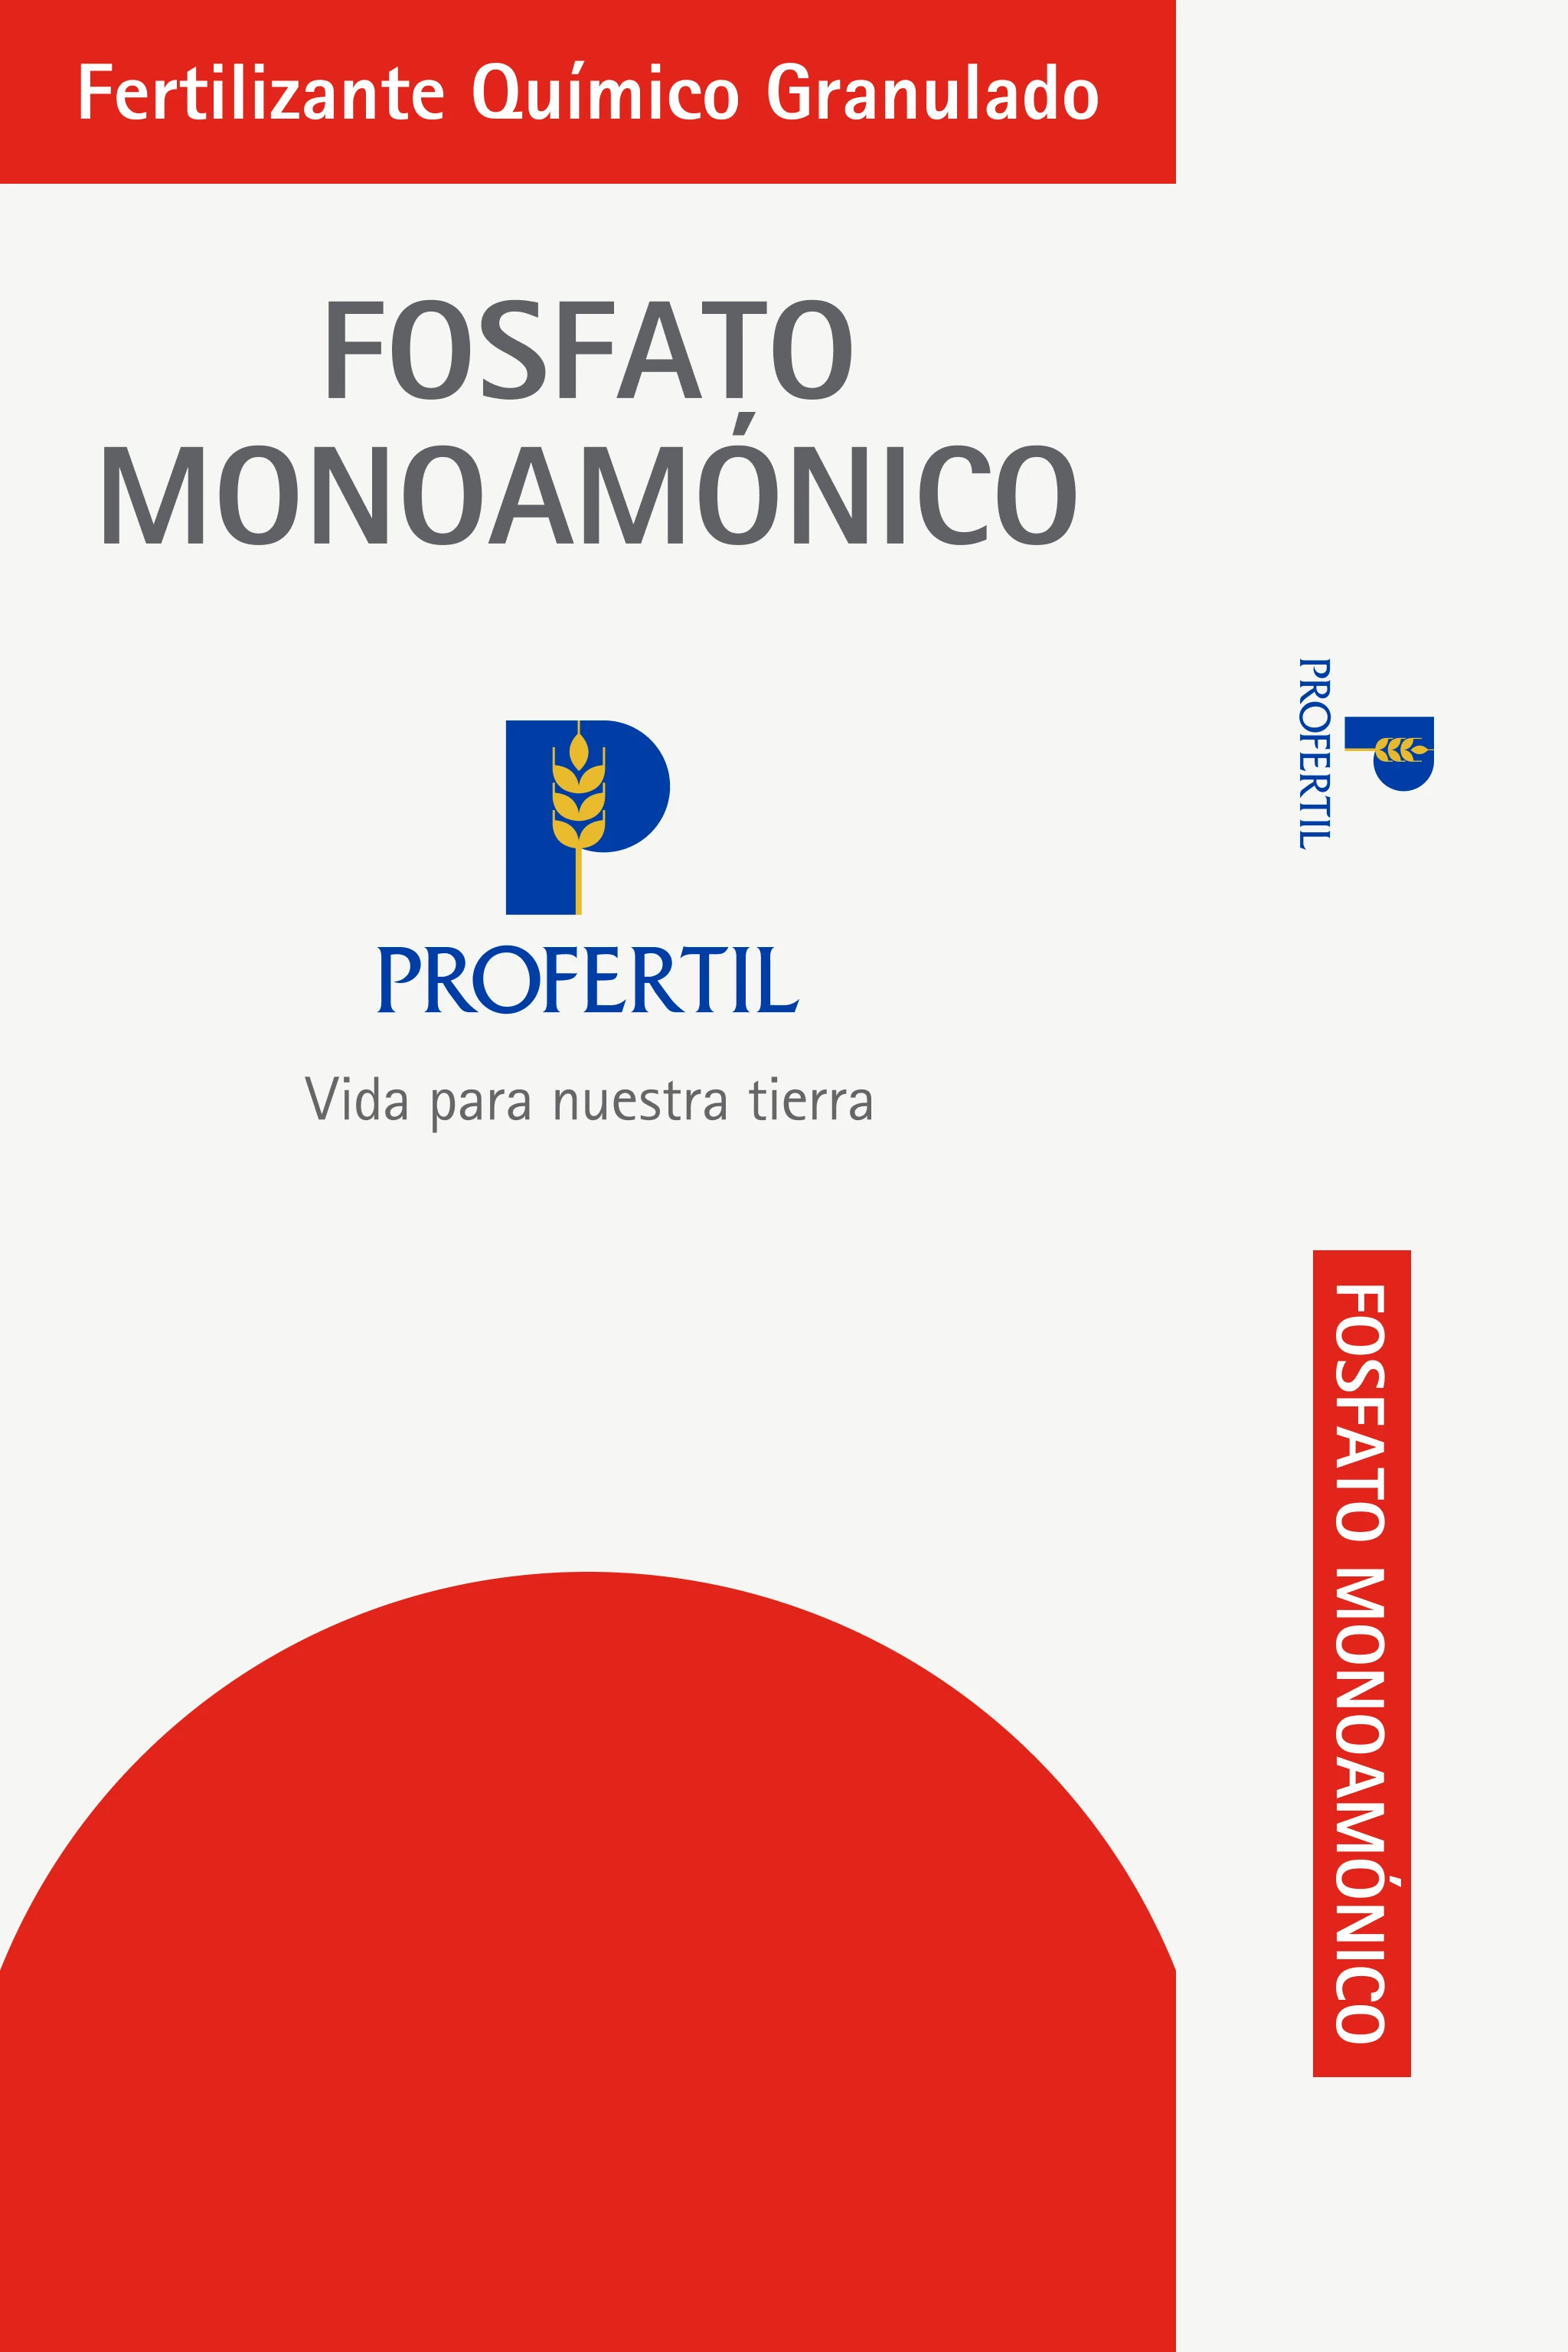 Fertilizante Químico Granulado
FOSFATO
MONOAMÓNICO
PROFERTIL
Vida para nuestra tierra
PROFERTIL
FOSFATO MONOAMÓNICO